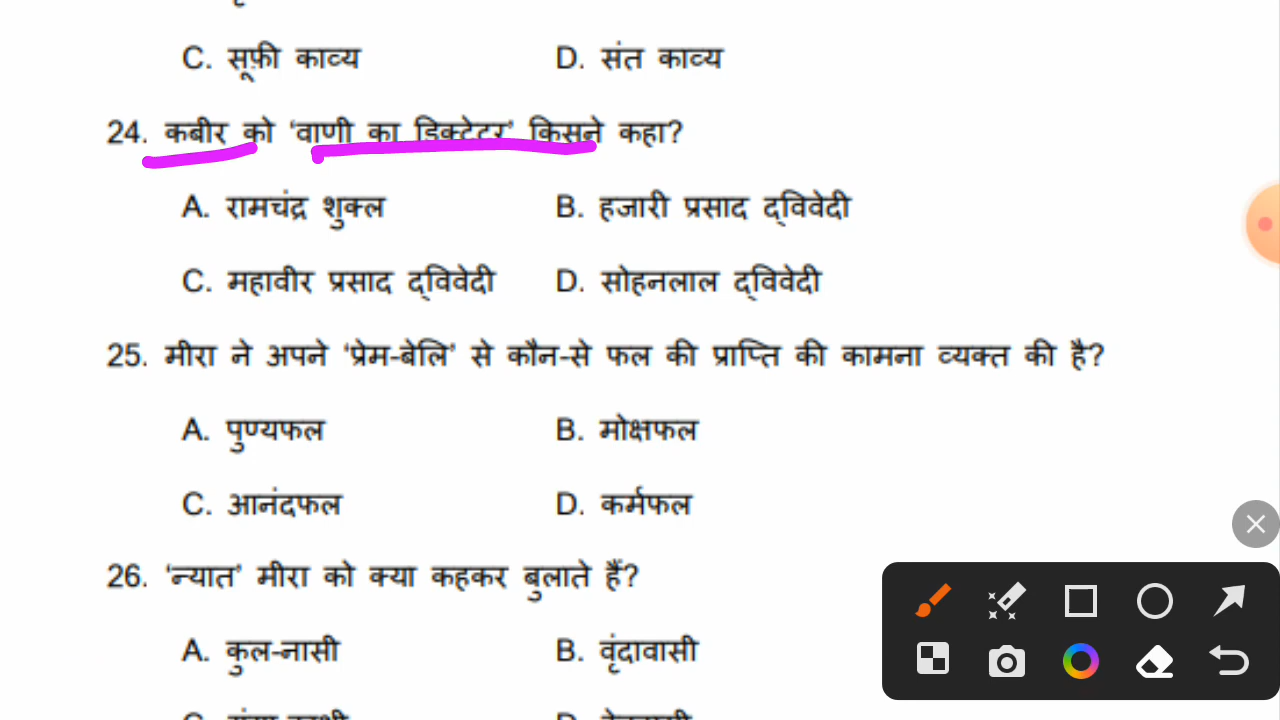 C. सूफ़ी काव्य D. संत काव्य
24. कबीर को ‘वाणी का डिक्टेटर’ किसने कहा?
A. रामचंद्र शुक्ल B. हजारी प्रसाद द्विवेदी
C. महावीर प्रसाद द्विवेदी D. सोहनलाल द्विवेदी
25. मीरा ने अपने ‘प्रेम-बेलि’ से कौन-से फल की प्राप्ति की कामना व्यक्त की है?
A. पुण्यफल B. मोक्षफल
C. आनंदफल D. कर्मफल
26. ‘न्यात’ मीरा को क्या कहकर बुलाते हैं?
A. कुल-नासी B. वृंदावासी
C. D.